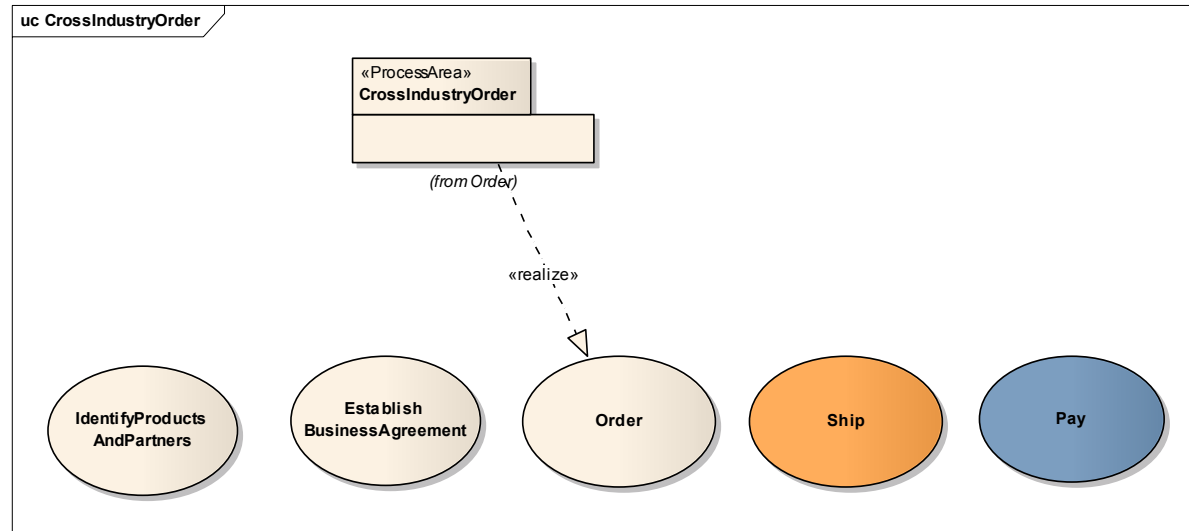 uc CrossIndustryOrder
«ProcessArea»
CrossIndustryOrder
(from Order)
«realize»
IdentifyProducts
AndPartners
Establish
BusinessAgreement
Order
Ship
Pay